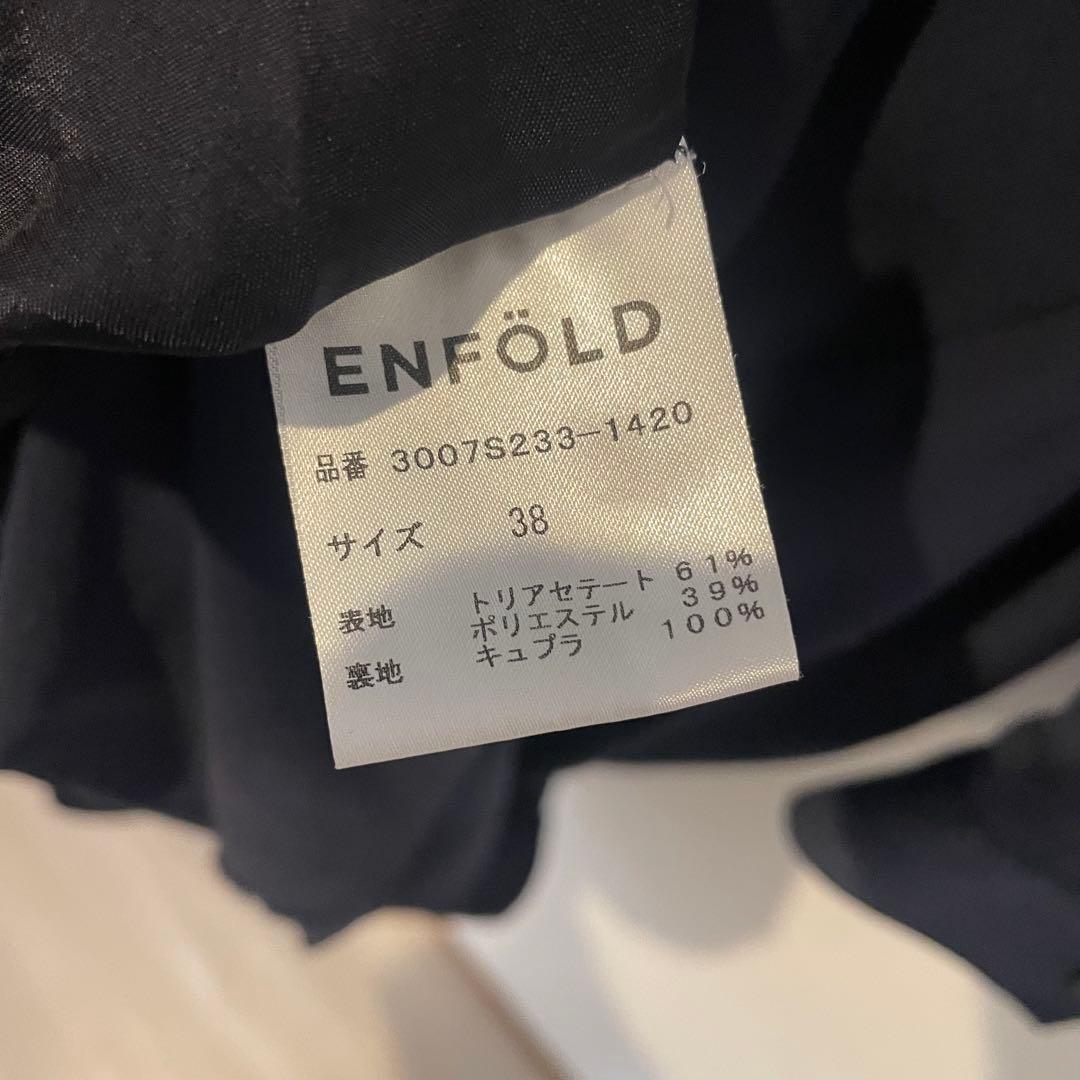 ENFÖLD
品番 3007S233-1420
サイズ 38
表地 トリアセテート 61%
ポリエステル 39%
裏地 キュプラ 100%